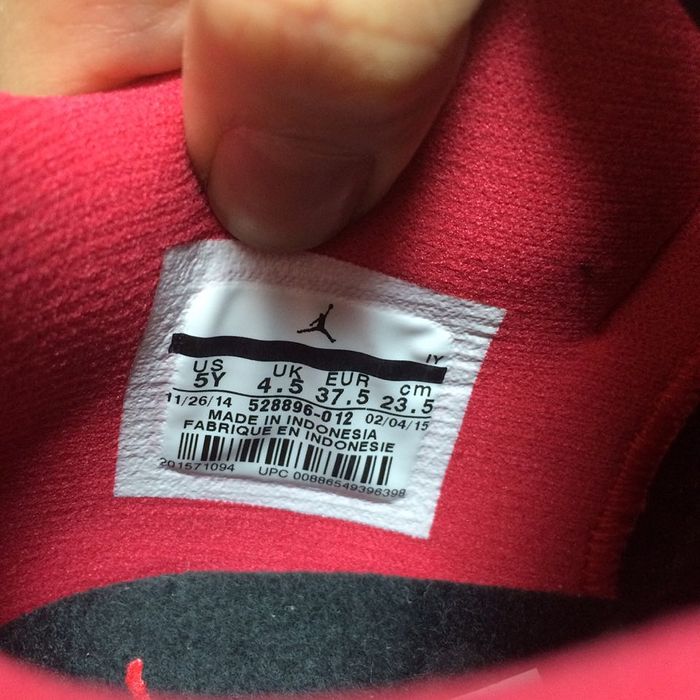 IY
US UK EUR cm
5Y 4.5 37.5 23.5
11/26/14 528896-012 02/04/15
MADE IN INDONESIA
FABRIQUE EN INDONESIE
201571094 UPC 00886549396398